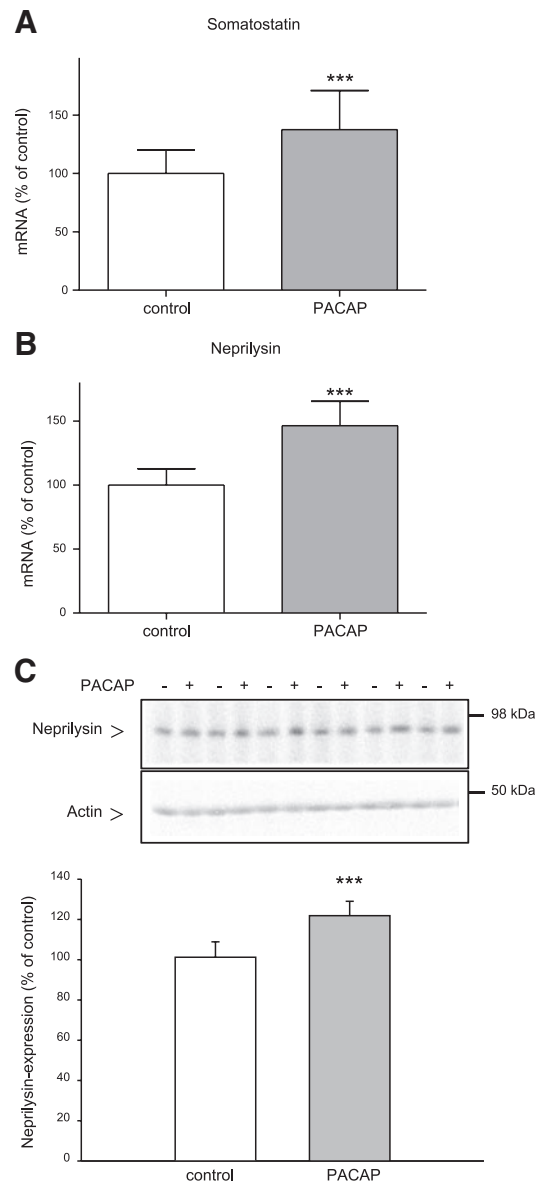 A
Somatostatin
***
mRNA (% of control)
150
100
50
0
control PACAP
B
Neprilysin
***
mRNA (% of control)
150
100
50
0
control PACAP
C
PACAP - + - + - + - + - + - +
98 kDa
Neprilysin >
50 kDa
Actin >
***
Neprilysin-expression (% of control)
140
120
100
80
60
40
20
0
control PACAP